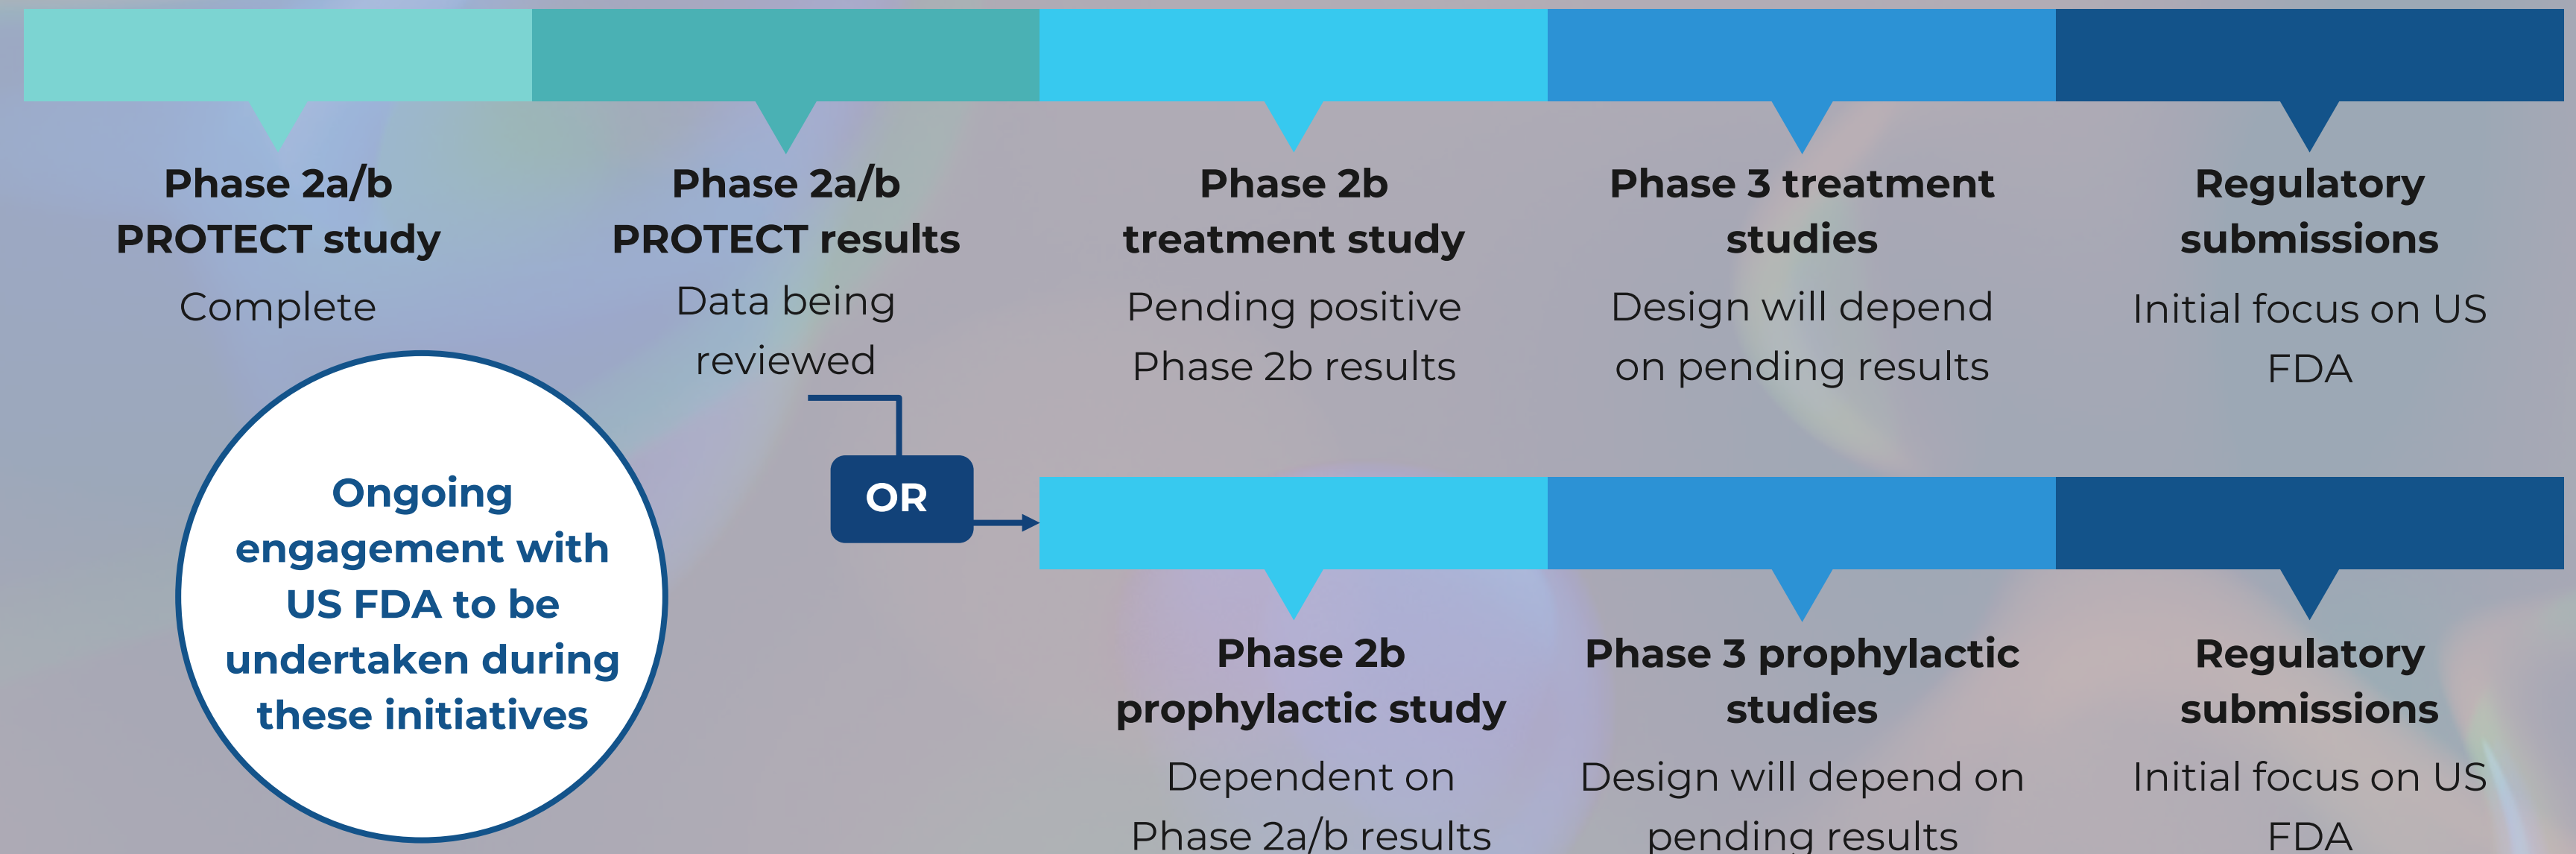 Phase 2a/b
PROTECT study
Complete
Phase 2a/b
PROTECT results
Data being
reviewed
Phase 2b
treatment study
Pending positive
Phase 2b results
Phase 3 treatment
studies
Design will depend
on pending results
Regulatory
submissions
Initial focus on US
FDA
OR
Ongoing
engagement with
US FDA to be
undertaken during
these initiatives
Phase 2b
prophylactic study
Dependent on
Phase 2a/b results
Phase 3 prophylactic
studies
Design will depend on
pending results
Regulatory
submissions
Initial focus on US
FDA